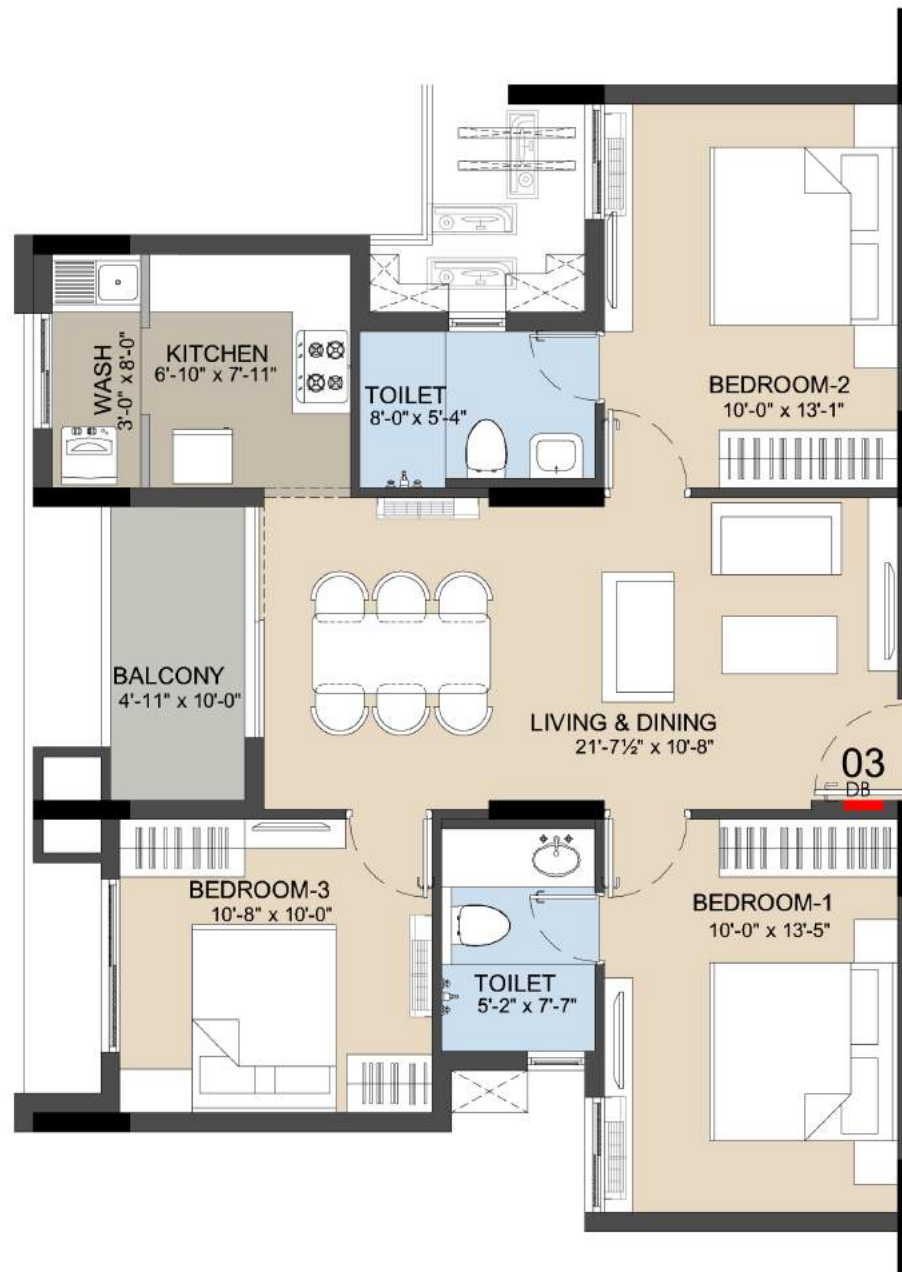 KITCHEN
6'-10" x 7'-11"
WASH
3'-0" x 8'-0"
TOILET
8'-0" x 5'-4"
BEDROOM-2
10'-0" x 13'-1"
BALCONY
4'-11" x 10'-0"
LIVING & DINING
21'-7½" x 10'-8"
03
DB
BEDROOM-3
10'-8" x 10'-0"
BEDROOM-1
10'-0" x 13'-5"
TOILET
5'-2" x 7'-7"